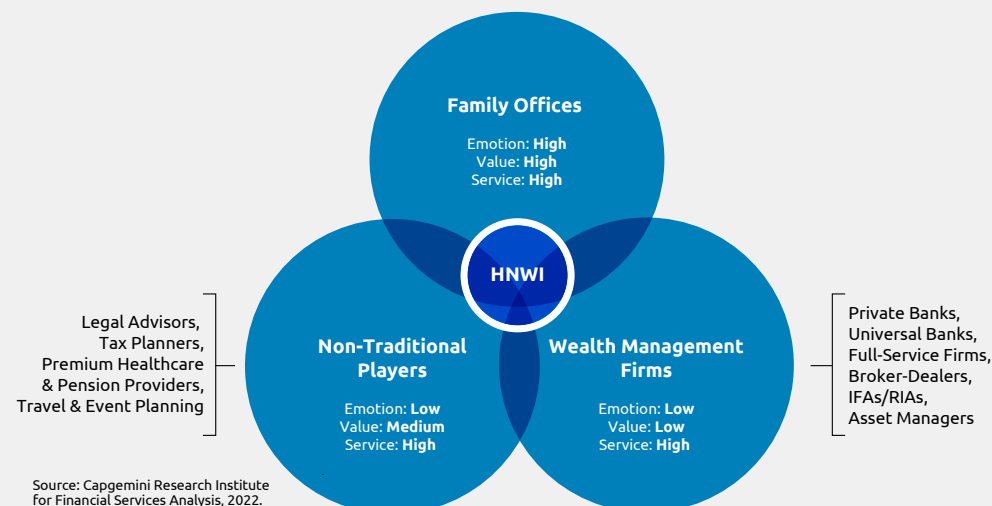 Family Offices
Emotion: High
Value: High
Service: High
HNWI
Non-Traditional
Players
Emotion: Low
Value: Medium
Service: High
Wealth Management
Firms
Emotion: Low
Value: Low
Service: High
Legal Advisors,
Tax Planners,
Premium Healthcare
& Pension Providers,
Travel & Event Planning
Private Banks,
Universal Banks,
Full-Service Firms,
Broker-Dealers,
IFAs/RIAs,
Asset Managers
Source: Capgemini Research Institute
for Financial Services Analysis, 2022.